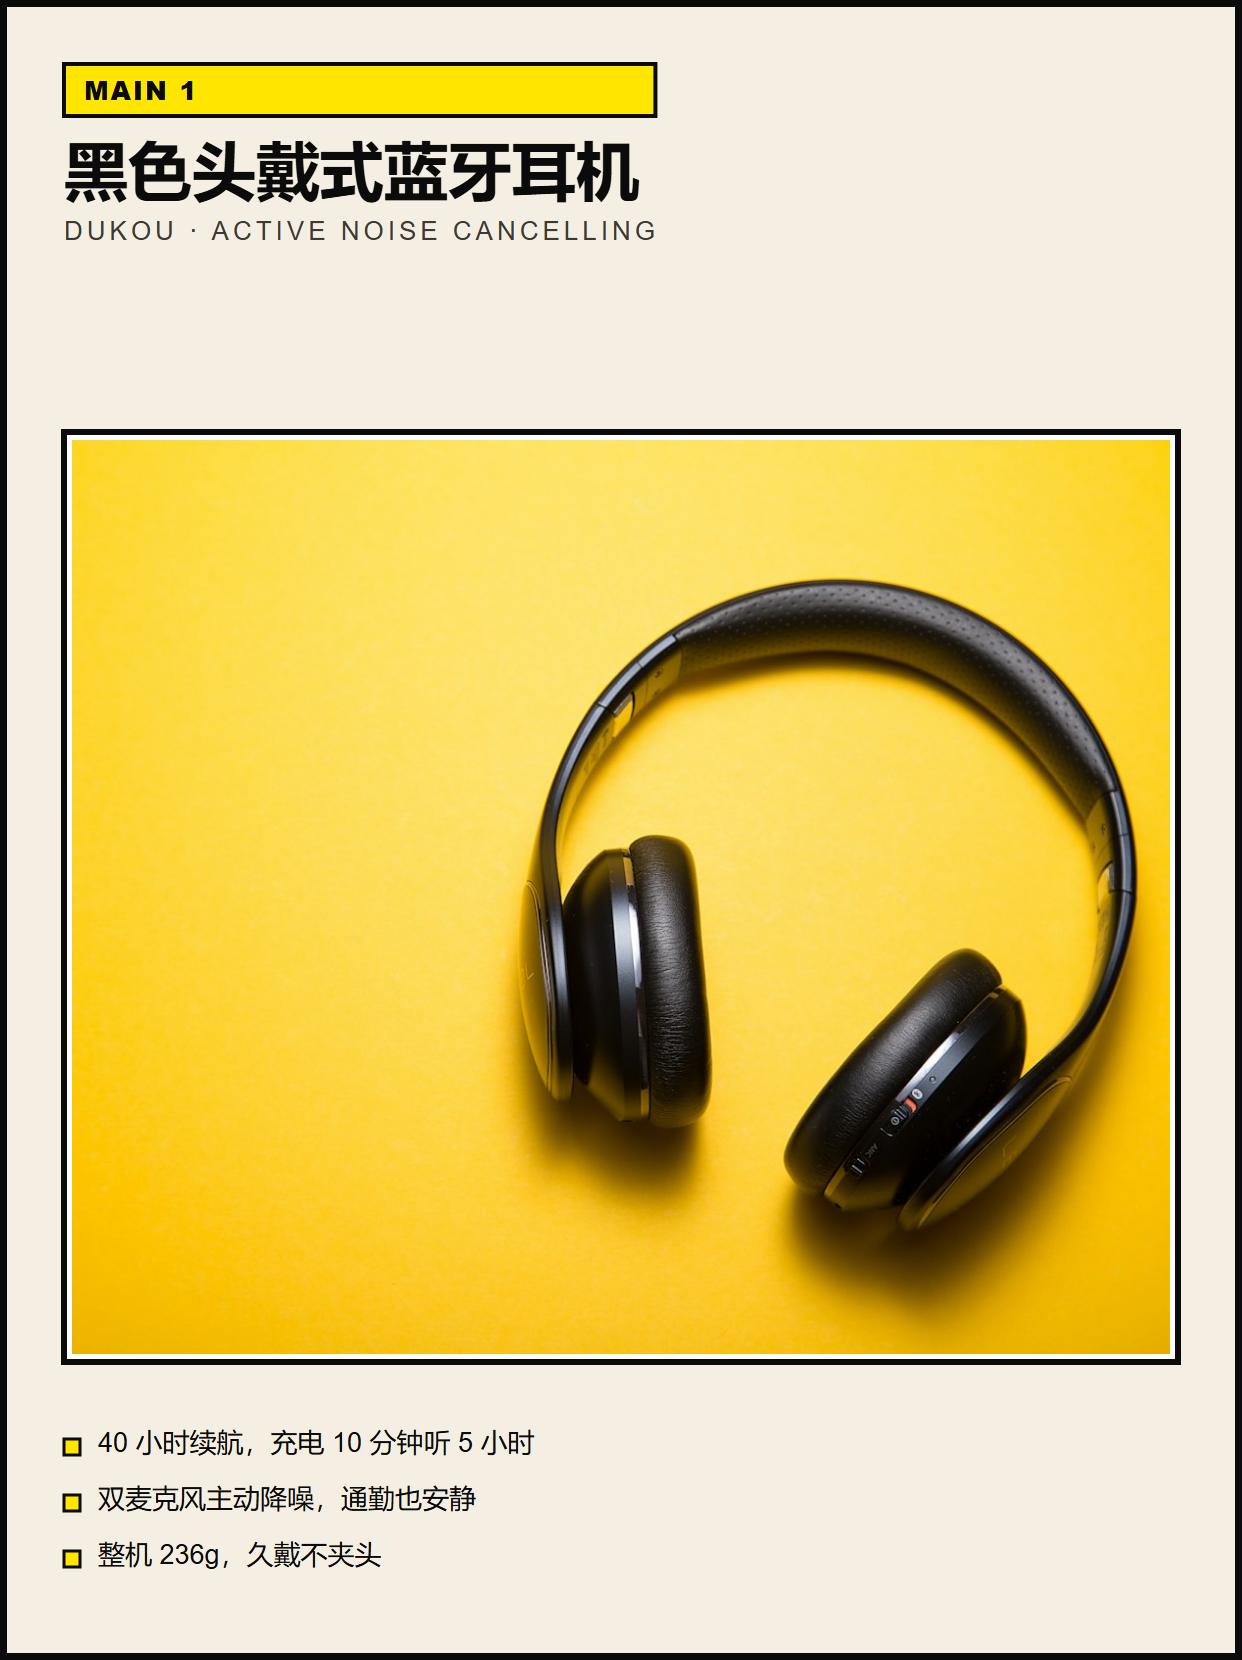 MAIN 1
黑色头戴式蓝牙耳机
DUKOU · ACTIVE NOISE CANCELLING
40 小时续航，充电 10 分钟听 5 小时
双麦克风主动降噪，通勤也安静
整机 236g，久戴不夹头